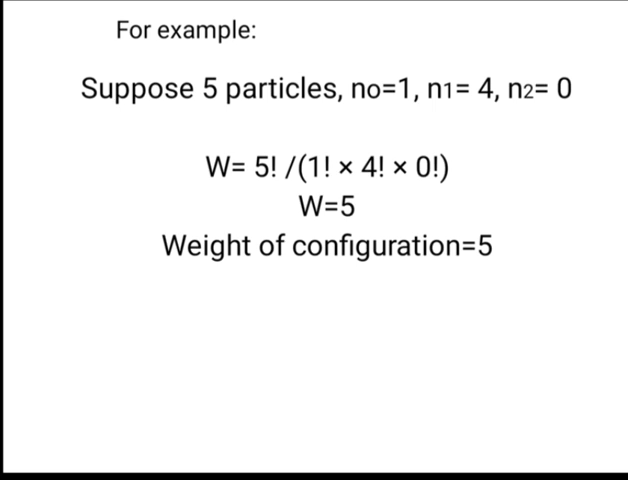 For example:
Suppose 5 particles, no=1, n1= 4, n2= 0
W= 5! /(1! × 4! × 0!)
W=5
Weight of configuration=5